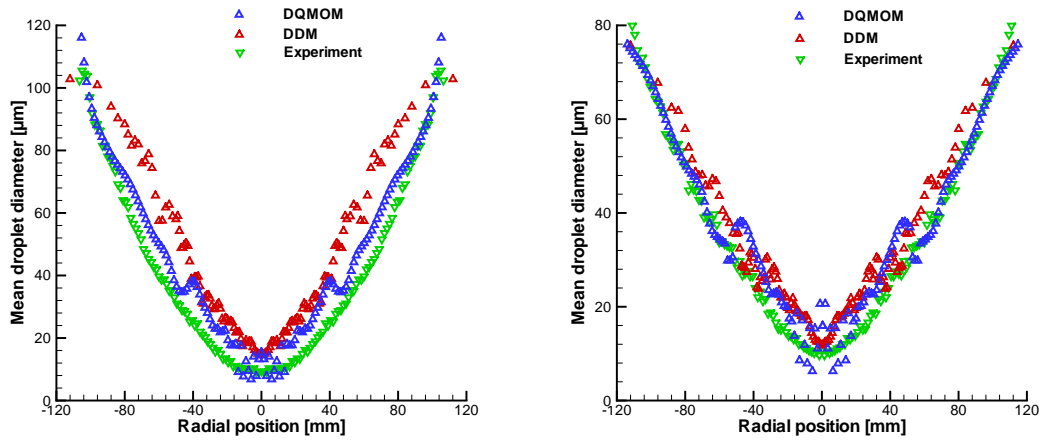 DQMOM
DDM
Experiment
Mean droplet diameter [μm]
120
100
80
60
40
20
0
-120 -80 -40 0 40 80 120
Radial position [mm]
DQMOM
DDM
Experiment
Mean droplet diameter [μm]
80
60
40
20
0
-120 -80 -40 0 40 80 120
Radial position [mm]